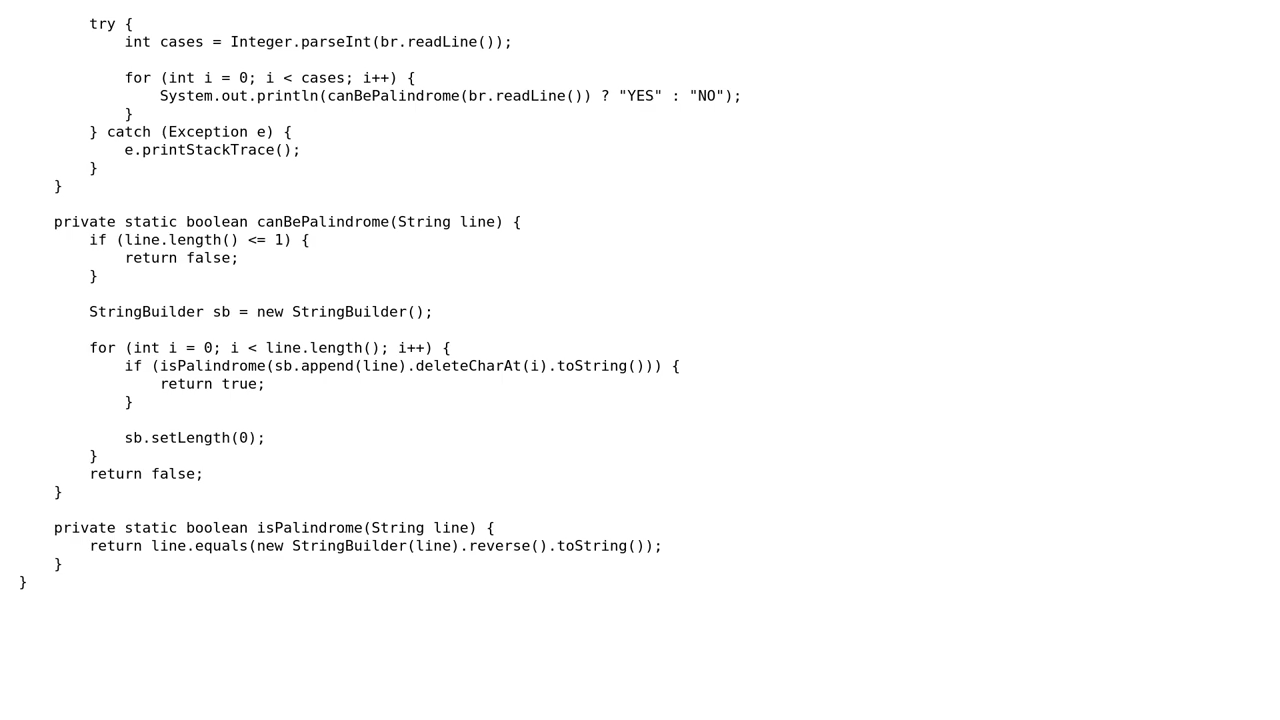 try {
            int cases = Integer.parseInt(br.readLine());

            for (int i = 0; i < cases; i++) {
                System.out.println(canBePalindrome(br.readLine()) ? "YES" : "NO");
            }
        } catch (Exception e) {
            e.printStackTrace();
        }
    }

    private static boolean canBePalindrome(String line) {
        if (line.length() <= 1) {
            return false;
        }

        StringBuilder sb = new StringBuilder();

        for (int i = 0; i < line.length(); i++) {
            if (isPalindrome(sb.append(line).deleteCharAt(i).toString())) {
                return true;
            }

            sb.setLength(0);
        }
        return false;
    }

    private static boolean isPalindrome(String line) {
        return line.equals(new StringBuilder(line).reverse().toString());
    }
}